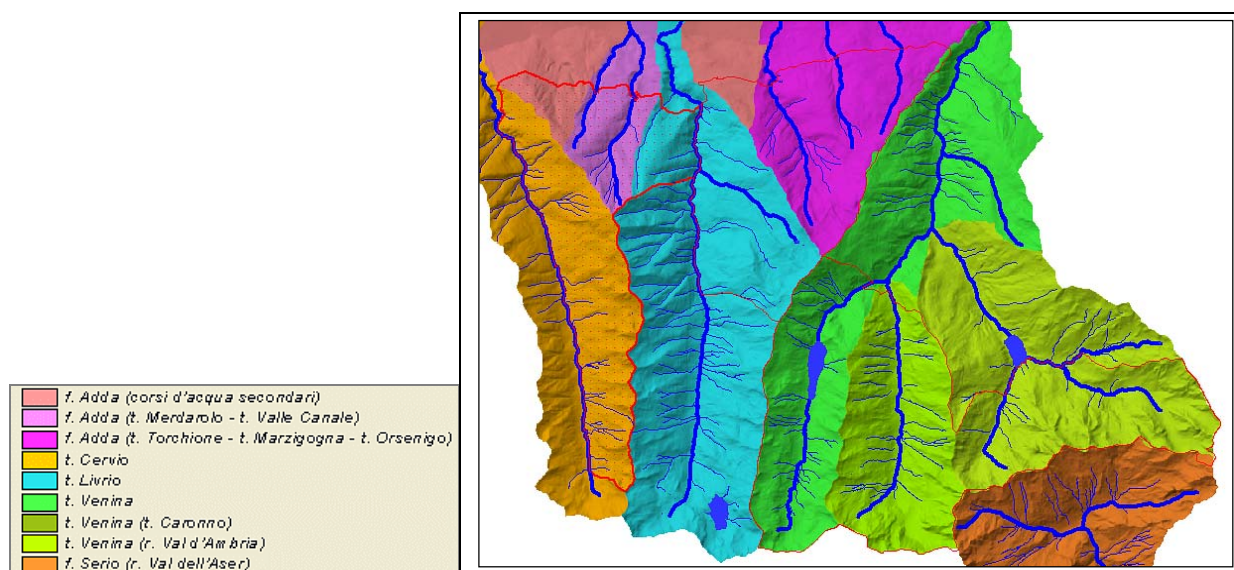 f. Adda (corsi d'acqua secondari)
f. Adda (t. Merdarolo - t. Valle Canale)
f. Adda (t. Torchione - t. Marzigogna - t. Orsenigo)
t. Cervio
t. Livrio
t. Venina
t. Venina (t. Caronno)
t. Venina (r. Val d'Ambria)
f. Serio (r. Val dell'Aser)